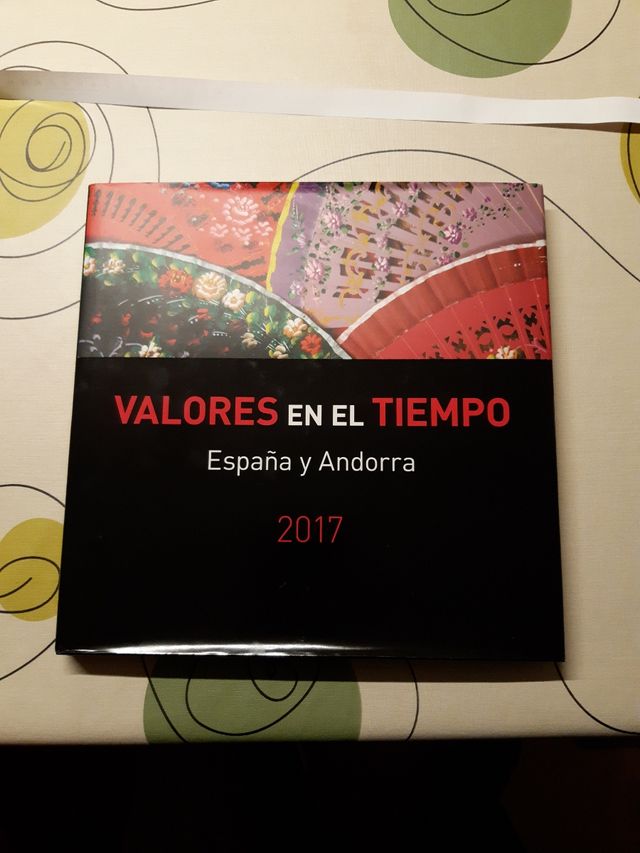 VALORES EN EL TIEMPO
España y Andorra
2017